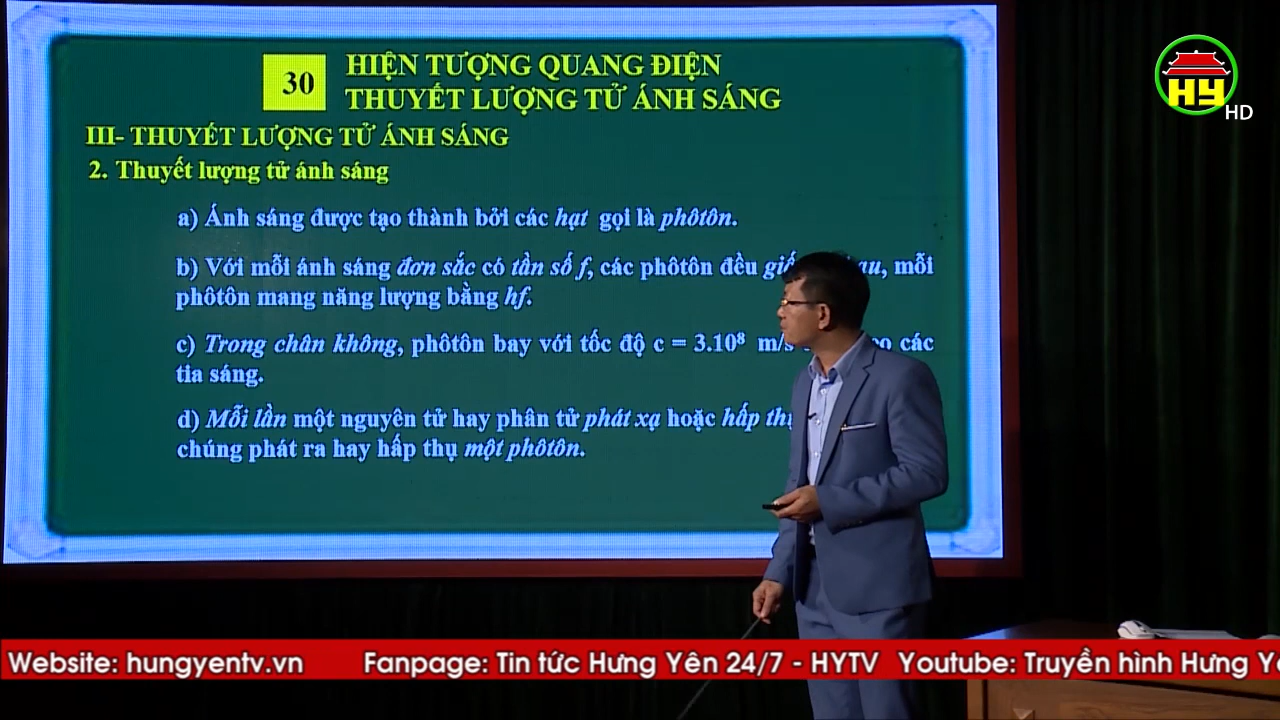 30
HIỆN TƯỢNG QUANG ĐIỆN
THUYẾT LƯỢNG TỬ ÁNH SÁNG
III- THUYẾT LƯỢNG TỬ ÁNH SÁNG
2. Thuyết lượng tử ánh sáng
a) Ánh sáng được tạo thành bởi các hạt gọi là phôtôn.
b) Với mỗi ánh sáng đơn sắc có tần số f, các phôtôn đều mỗi
phôtôn mang năng lượng bằng hf.
c) Trong chân không, phôtôn bay với tốc độ c = 3.10⁸ m/s các
tia sáng.
d) Mỗi lần một nguyên tử hay phân tử phát xạ hoặc hấp thụ
chúng phát ra hay hấp thụ một phôtôn.
HY
HD
Website: hungyentv.vn Fanpage: Tin tức Hưng Yên 24/7 - HYTV Youtube: Truyền hình Hưng